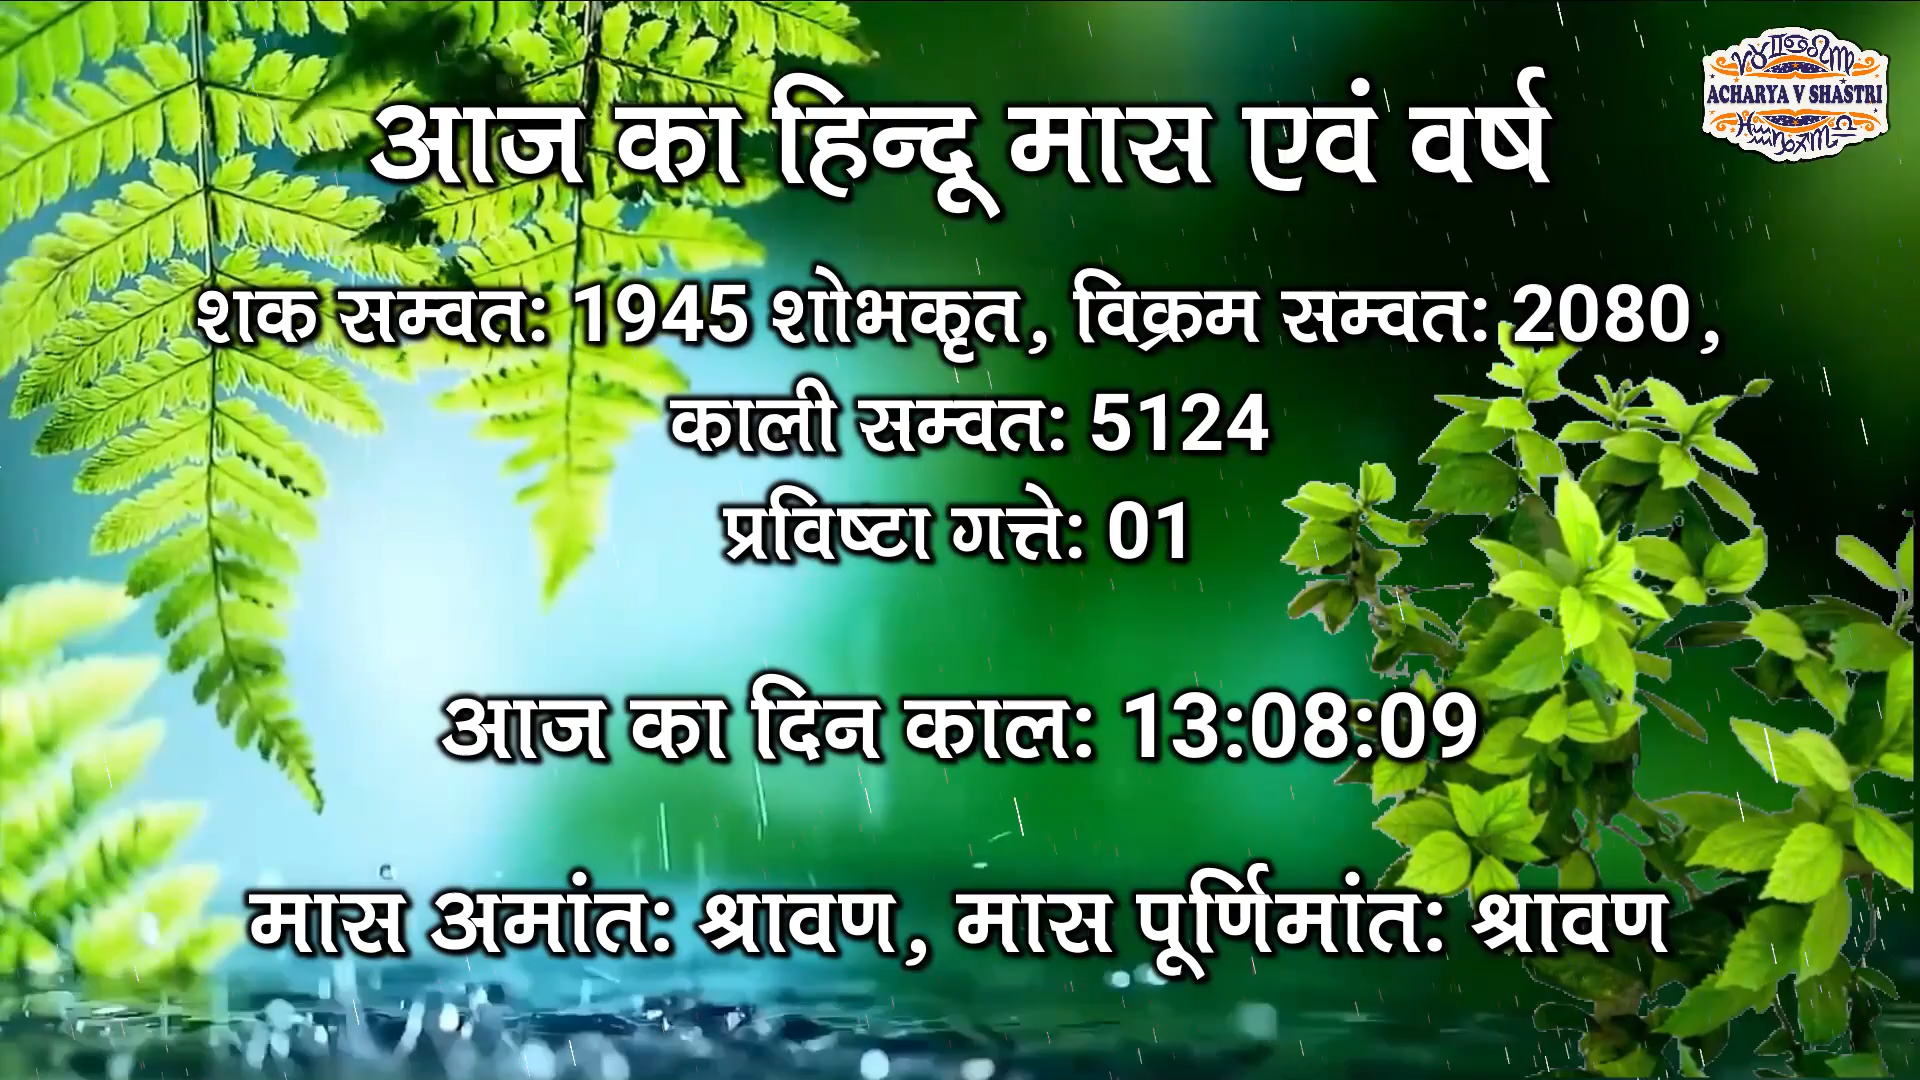 आज का हिन्दू मास एवं वर्ष
ACHARYA V SHASTRI
शक सम्वत: 1945 शोभकृत, विक्रम सम्वत: 2080,
काली सम्वत: 5124
प्रविष्टा गत्ते: 01
आज का दिन काल: 13:08:09
मास अमांत: श्रावण, मास पूर्णिमांत: श्रावण